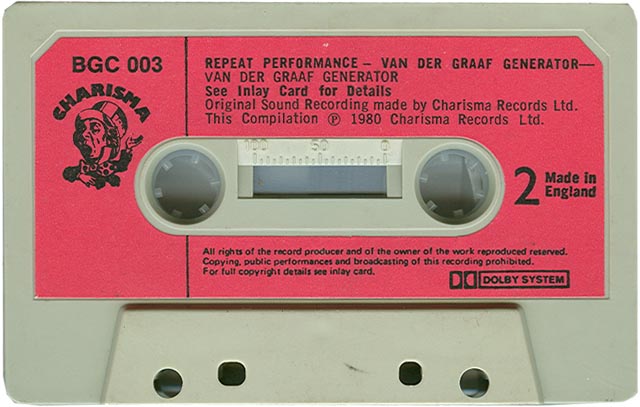 BGC 003
CHARISMA
REPEAT PERFORMANCE – VAN DER GRAAF GENERATOR—
VAN DER GRAAF GENERATOR
See Inlay Card for Details
Original Sound Recording made by Charisma Records Ltd.
This Compilation ℗ 1980 Charisma Records Ltd.
100 50 0
2
Made in
England
All rights of the record producer and of the owner of the work reproduced reserved.
Copying, public performances and broadcasting of this recording prohibited.
For full copyright details see inlay card.
DOLBY SYSTEM